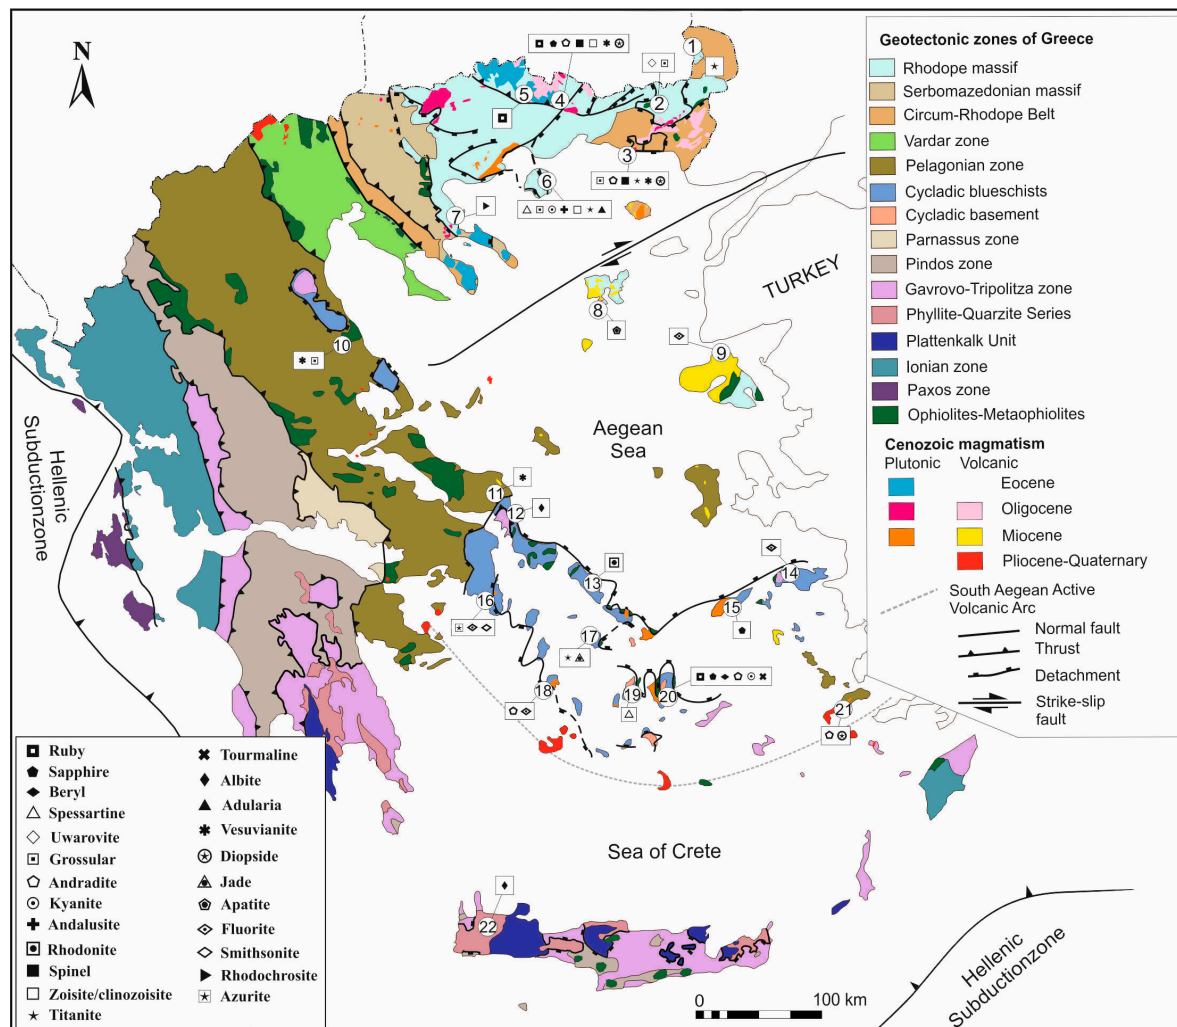 N
1
2
3
4
5
6
7
8
9
10
11
12
13
14
15
16
17
18
19
20
21
22
TURKEY
Aegean
Sea
Sea of Crete
Hellenic
Subductionzone
Hellenic
Subductionzone
0 100 km
Geotectonic zones of Greece
Rhodope massif
Serbomazedonian massif
Circum-Rhodope Belt
Vardar zone
Pelagonian zone
Cycladic blueschists
Cycladic basement
Parnassus zone
Pindos zone
Gavrovo-Tripolitza zone
Phyllite-Quarzite Series
Plattenkalk Unit
Ionian zone
Paxos zone
Ophiolites-Metaophiolites
Cenozoic magmatism
Plutonic Volcanic
Eocene
Oligocene
Miocene
Pliocene-Quaternary
South Aegean Active
Volcanic Arc
Normal fault
Thrust
Detachment
Strike-slip
fault
Ruby
Sapphire
Beryl
Spessartine
Uwarovite
Grossular
Andradite
Kyanite
Andalusite
Rhodonite
Spinel
Zoisite/clinozoisite
Titanite
Tourmaline
Albite
Adularia
Vesuvianite
Diopside
Jade
Apatite
Fluorite
Smithsonite
Rhodochrosite
Azurite